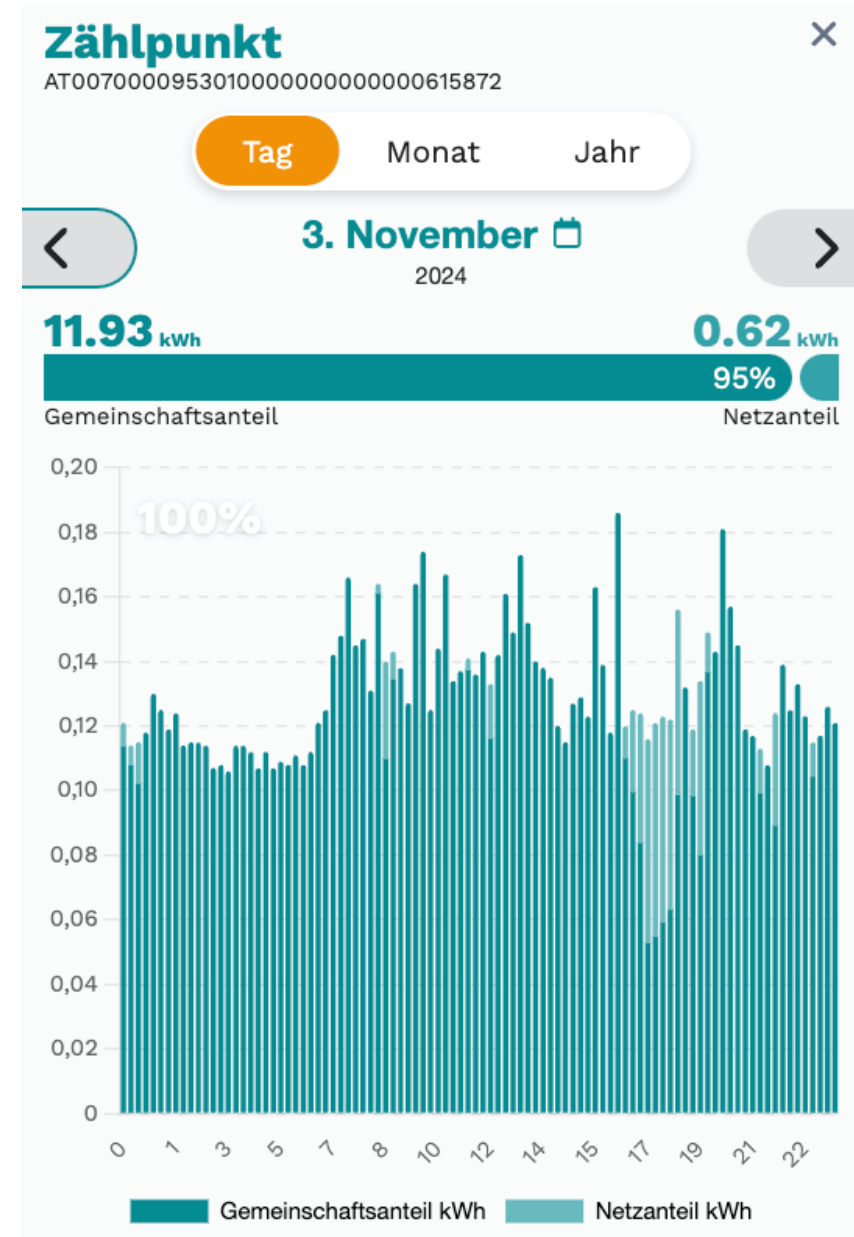 Zählpunkt
AT0070000953010000000000000615872
Tag Monat Jahr
3. November
2024
11.93 kWh 0.62 kWh
95%
Gemeinschaftsanteil Netzanteil
0,20
100%
0,18
0,16
0,14
0,12
0,10
0,08
0,06
0,04
0,02
0
0 1 3 5 7 8 10 12 14 15 17 19 21 22
Gemeinschaftsanteil kWh Netzanteil kWh